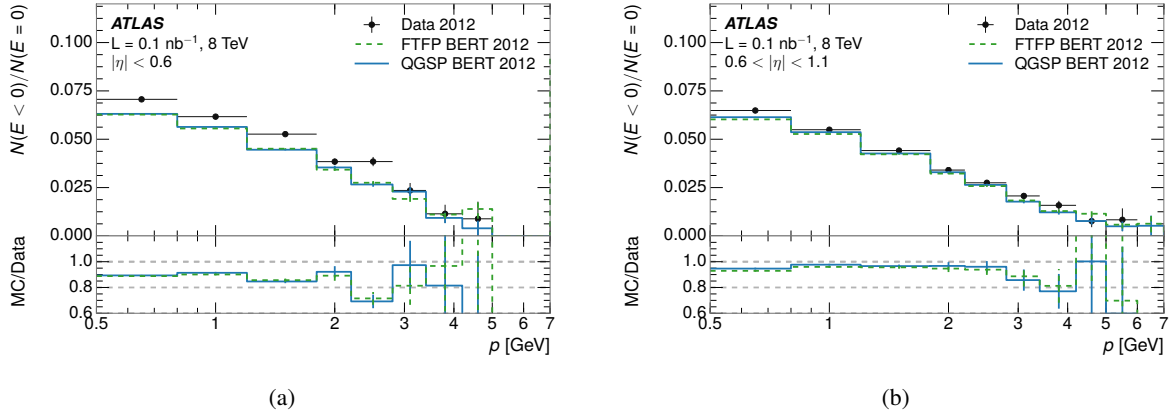 N(E < 0)/N(E = 0)
0.100
0.075
0.050
0.025
0.000
ATLAS
L = 0.1 nb⁻¹, 8 TeV
|η| < 0.6
Data 2012
FTFP BERT 2012
QGSP BERT 2012
MC/Data
1.0
0.8
0.6
0.5 1 2 3 4 5 7
p [GeV]
(a)
N(E < 0)/N(E = 0)
0.100
0.075
0.050
0.025
0.000
ATLAS
L = 0.1 nb⁻¹, 8 TeV
0.6 < |η| < 1.1
Data 2012
FTFP BERT 2012
QGSP BERT 2012
MC/Data
1.0
0.8
0.6
0.5 1 2 3 4 5 7
p [GeV]
(b)